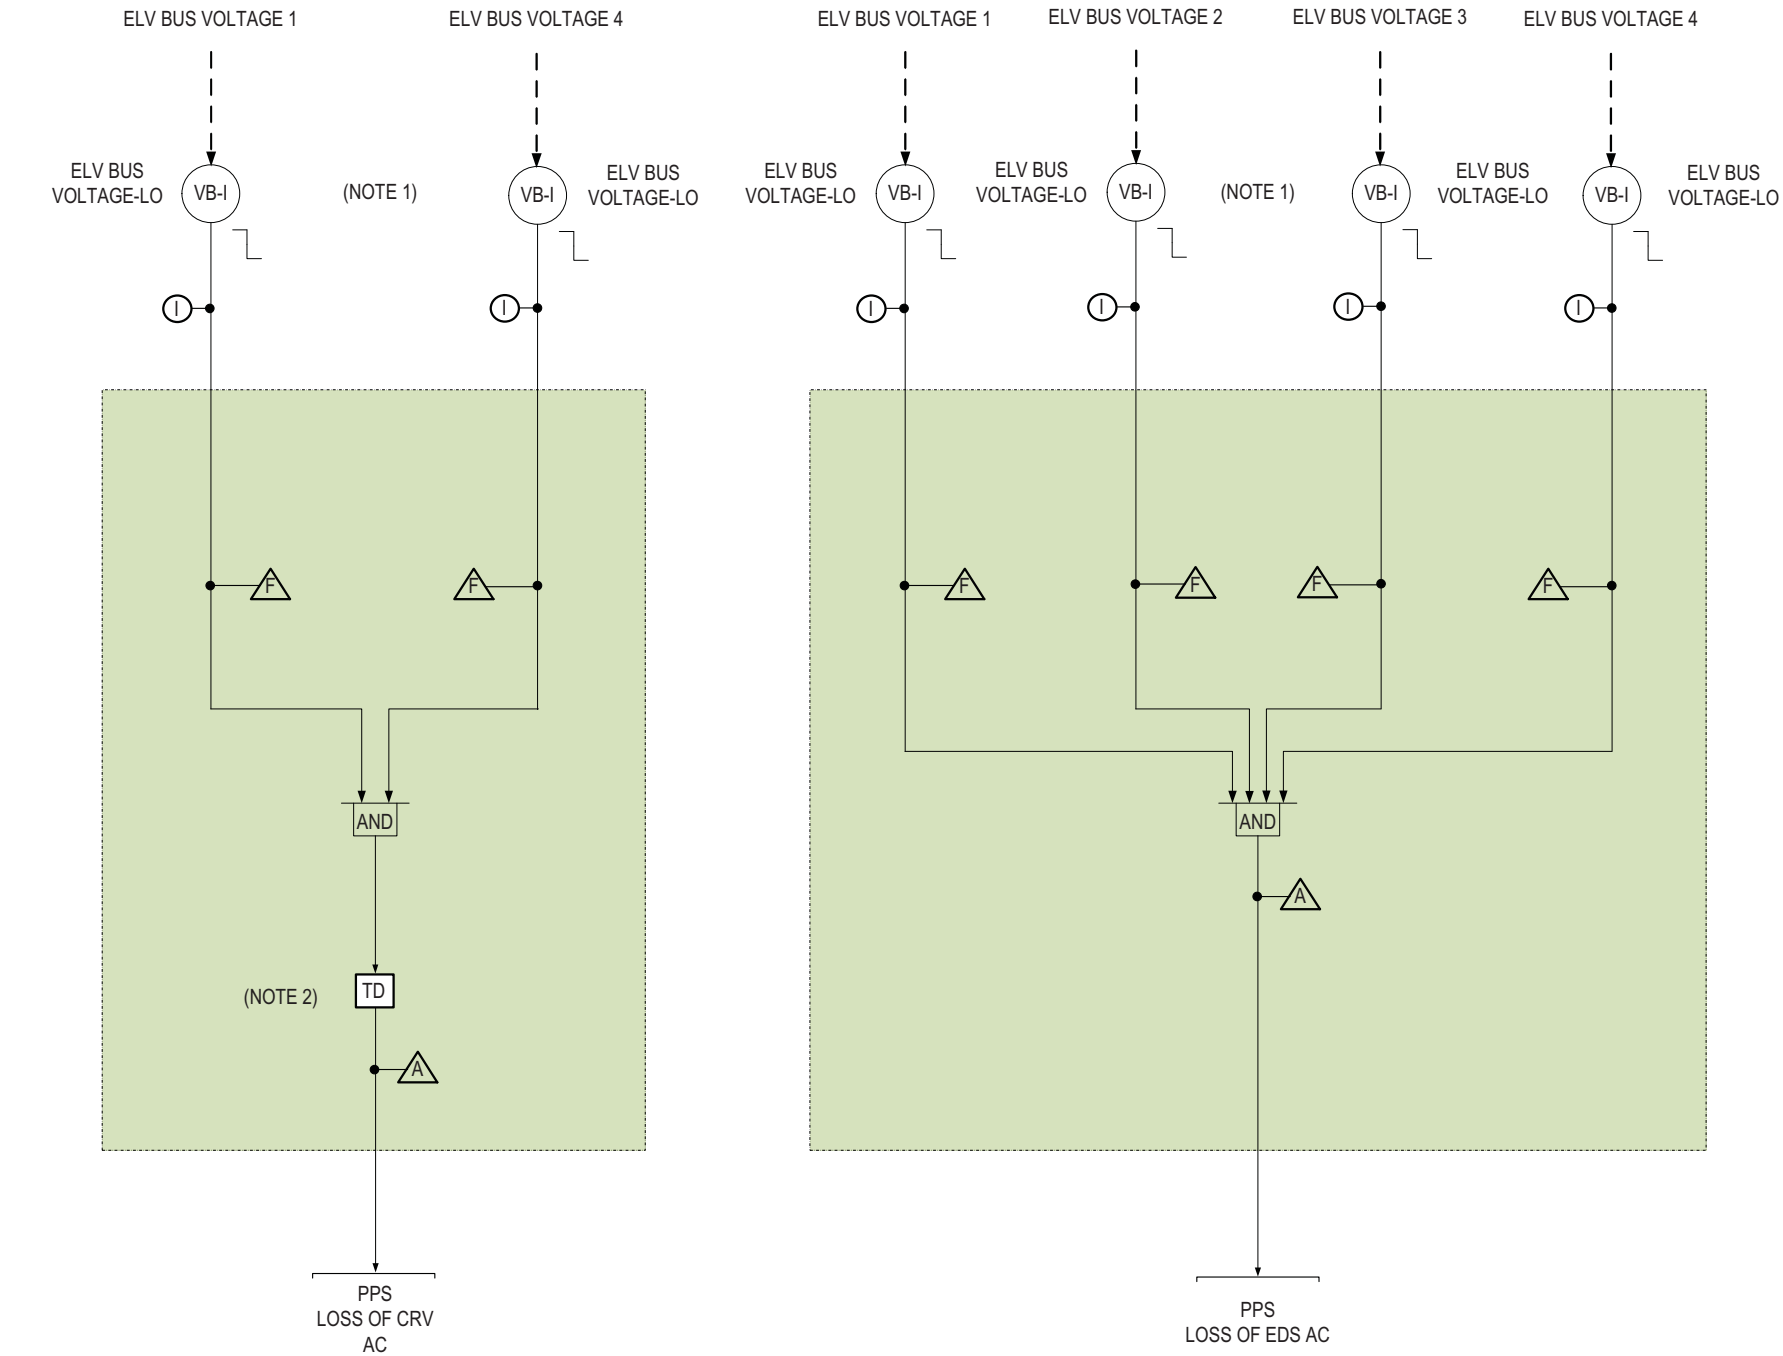 ELV BUS VOLTAGE 1
ELV BUS VOLTAGE 4
ELV BUS VOLTAGE 1
ELV BUS VOLTAGE 2
ELV BUS VOLTAGE 3
ELV BUS VOLTAGE 4
ELV BUS
VOLTAGE-LO
VB-I
(NOTE 1)
VB-I
ELV BUS
VOLTAGE-LO
ELV BUS
VOLTAGE-LO
VB-I
ELV BUS
VOLTAGE-LO
VB-I
(NOTE 1)
VB-I
ELV BUS
VOLTAGE-LO
VB-I
ELV BUS
VOLTAGE-LO
I
I
I
I
I
I
F
F
F
F
F
F
AND
AND
A
(NOTE 2)
TD
A
PPS
LOSS OF CRV
AC
PPS
LOSS OF EDS AC